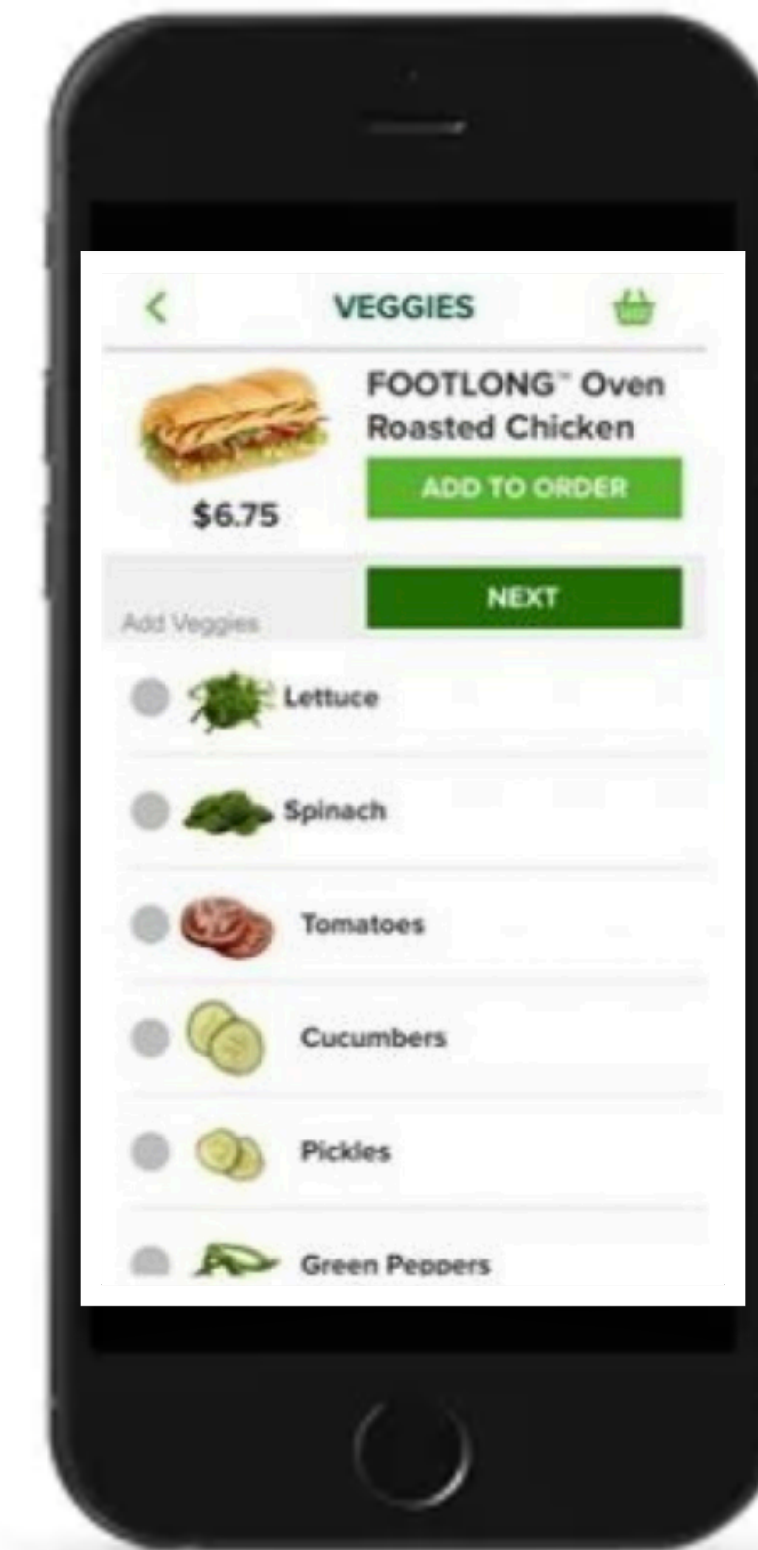 VEGGIES
FOOTLONG™ Oven
Roasted Chicken
ADD TO ORDER
$6.75
NEXT
Add Veggies
Lettuce
Spinach
Tomatoes
Cucumbers
Pickles
Green Peppers